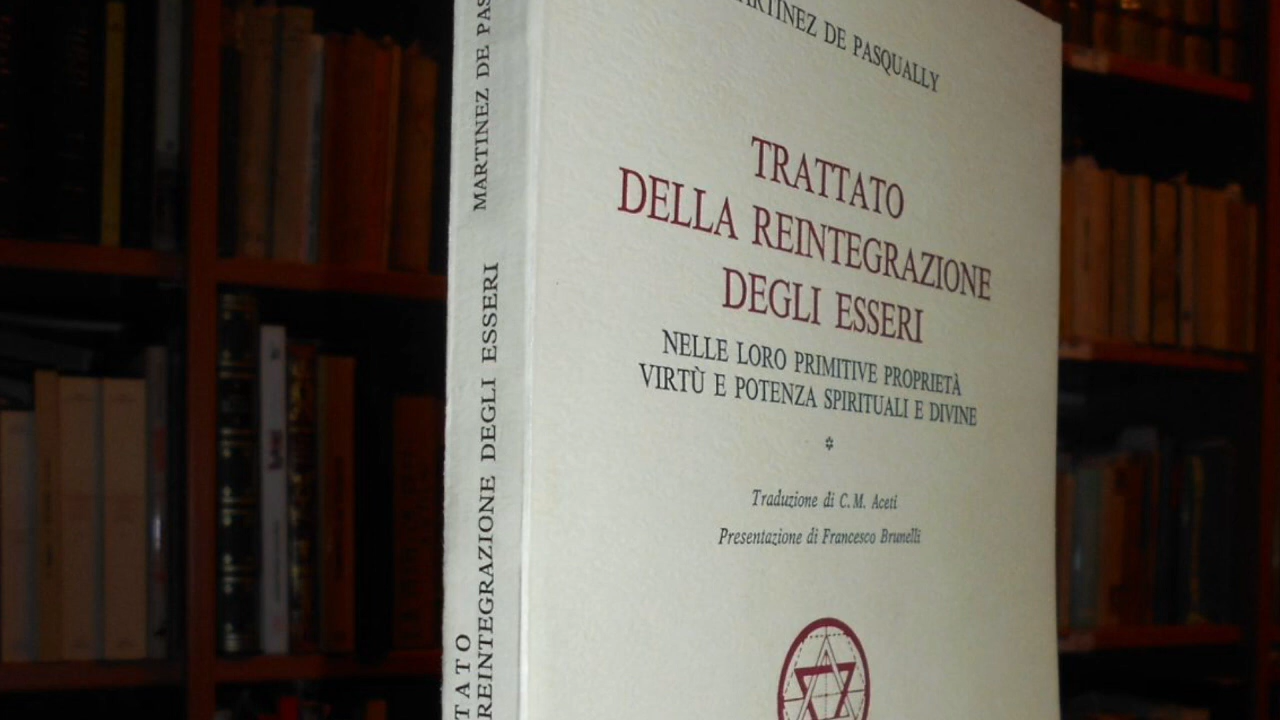 MARTINEZ DE PASQUALLY
TRATTATO
DELLA REINTEGRAZIONE
DEGLI ESSERI
NELLE LORO PRIMITIVE PROPRIETÀ
VIRTÙ E POTENZA SPIRITUALI E DIVINE
Traduzione di C. M. Aceti
Presentazione di Francesco Brunelli
MARTINEZ DE PAS
TATO
REINTEGRAZIONE DEGLI ESSERI